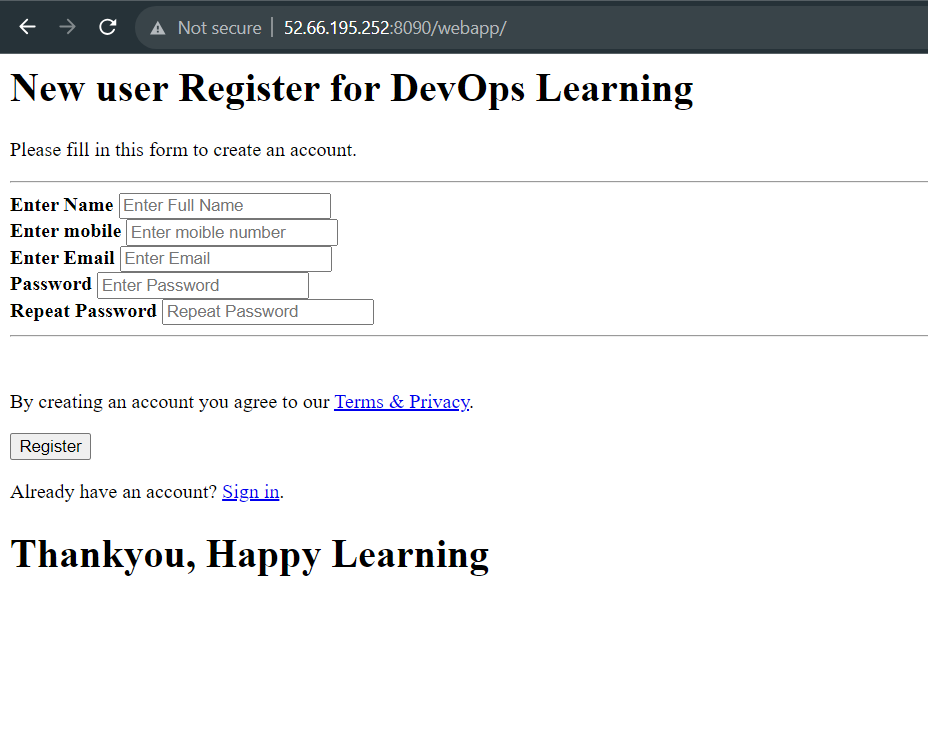 Not secure 52.66.195.252:8090/webapp/
New user Register for DevOps Learning
Please fill in this form to create an account.
Enter Name Enter Full Name
Enter mobile Enter moible number
Enter Email Enter Email
Password Enter Password
Repeat Password Repeat Password
By creating an account you agree to our Terms & Privacy.
Register
Already have an account? Sign in.
Thankyou, Happy Learning